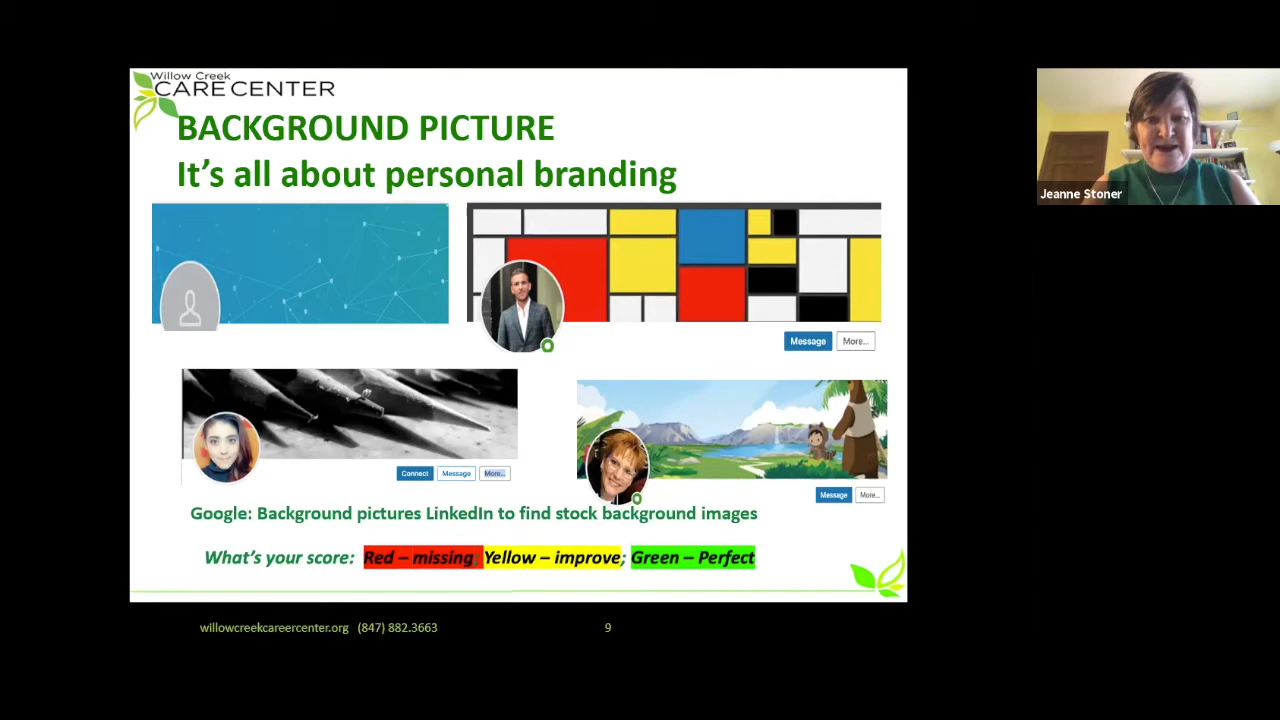 Willow Creek
CARE CENTER
BACKGROUND PICTURE
It's all about personal branding
Jeanne Stoner
Message More...
Connect Message More...
Message More...
Google: Background pictures LinkedIn to find stock background images
What's your score: Red – missing; Yellow – improve; Green – Perfect
willowcreekcareercenter.org (847) 882.3663 9